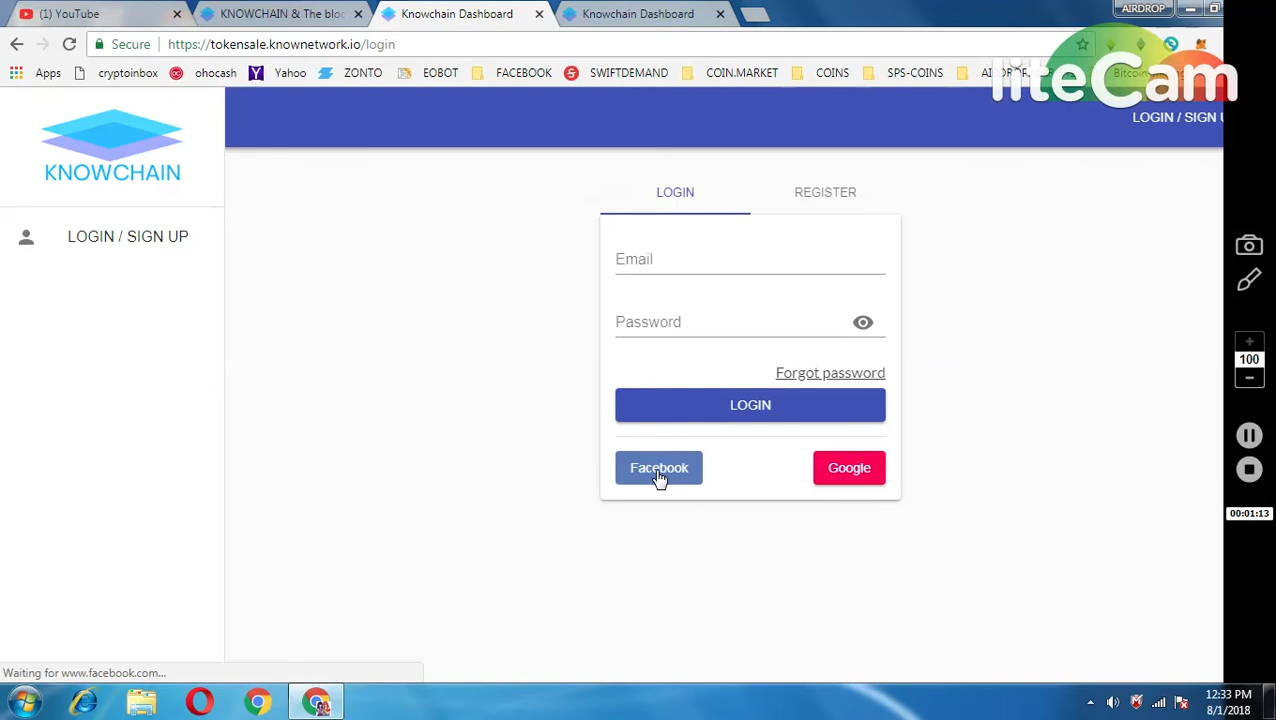 (1) YouTube
KNOWCHAIN & The bloc
Knowchain Dashboard
Knowchain Dashboard
AIRDROP
Secure
https://tokensale.knownetwork.io/login
Apps
cryptoinbox
ohocash
Yahoo
ZONTO
EOBOT
FACEBOOK
SWIFTDEMAND
COIN.MARKET
COINS
SPS-COINS
liteCam
KNOWCHAIN
LOGIN / SIGN U
LOGIN / SIGN UP
LOGIN
REGISTER
Email
Password
Forgot password
LOGIN
Facebook
Google
100
00:01:13
Waiting for www.facebook.com...
12:33 PM
8/1/2018